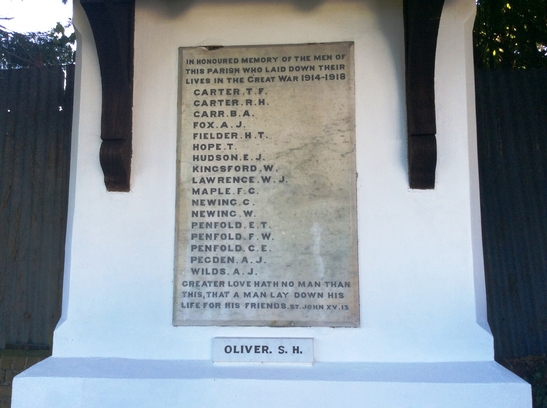 IN HONOURED MEMORY OF THE MEN OF
THIS PARISH WHO LAID DOWN THEIR
LIVES IN THE GREAT WAR 1914-1918
CARTER. T. F.
CARTER. R. H.
CARR. B. A.
FOX. A. J.
FIELDER. H. T.
HOPE. T.
HUDSON. E. J.
KINGSFORD. W.
LAWRENCE. W. J.
MAPLE. F. G.
NEWING. G.
NEWING. W.
PENFOLD. E. T.
PENFOLD. F. W.
PENFOLD. C. E.
PEGDEN. A. J.
WILDS. A. J.
GREATER LOVE HATH NO MAN THAN
THIS, THAT A MAN LAY DOWN HIS
LIFE FOR HIS FRIENDS. ST. JOHN XV. 13
OLIVER. S. H.